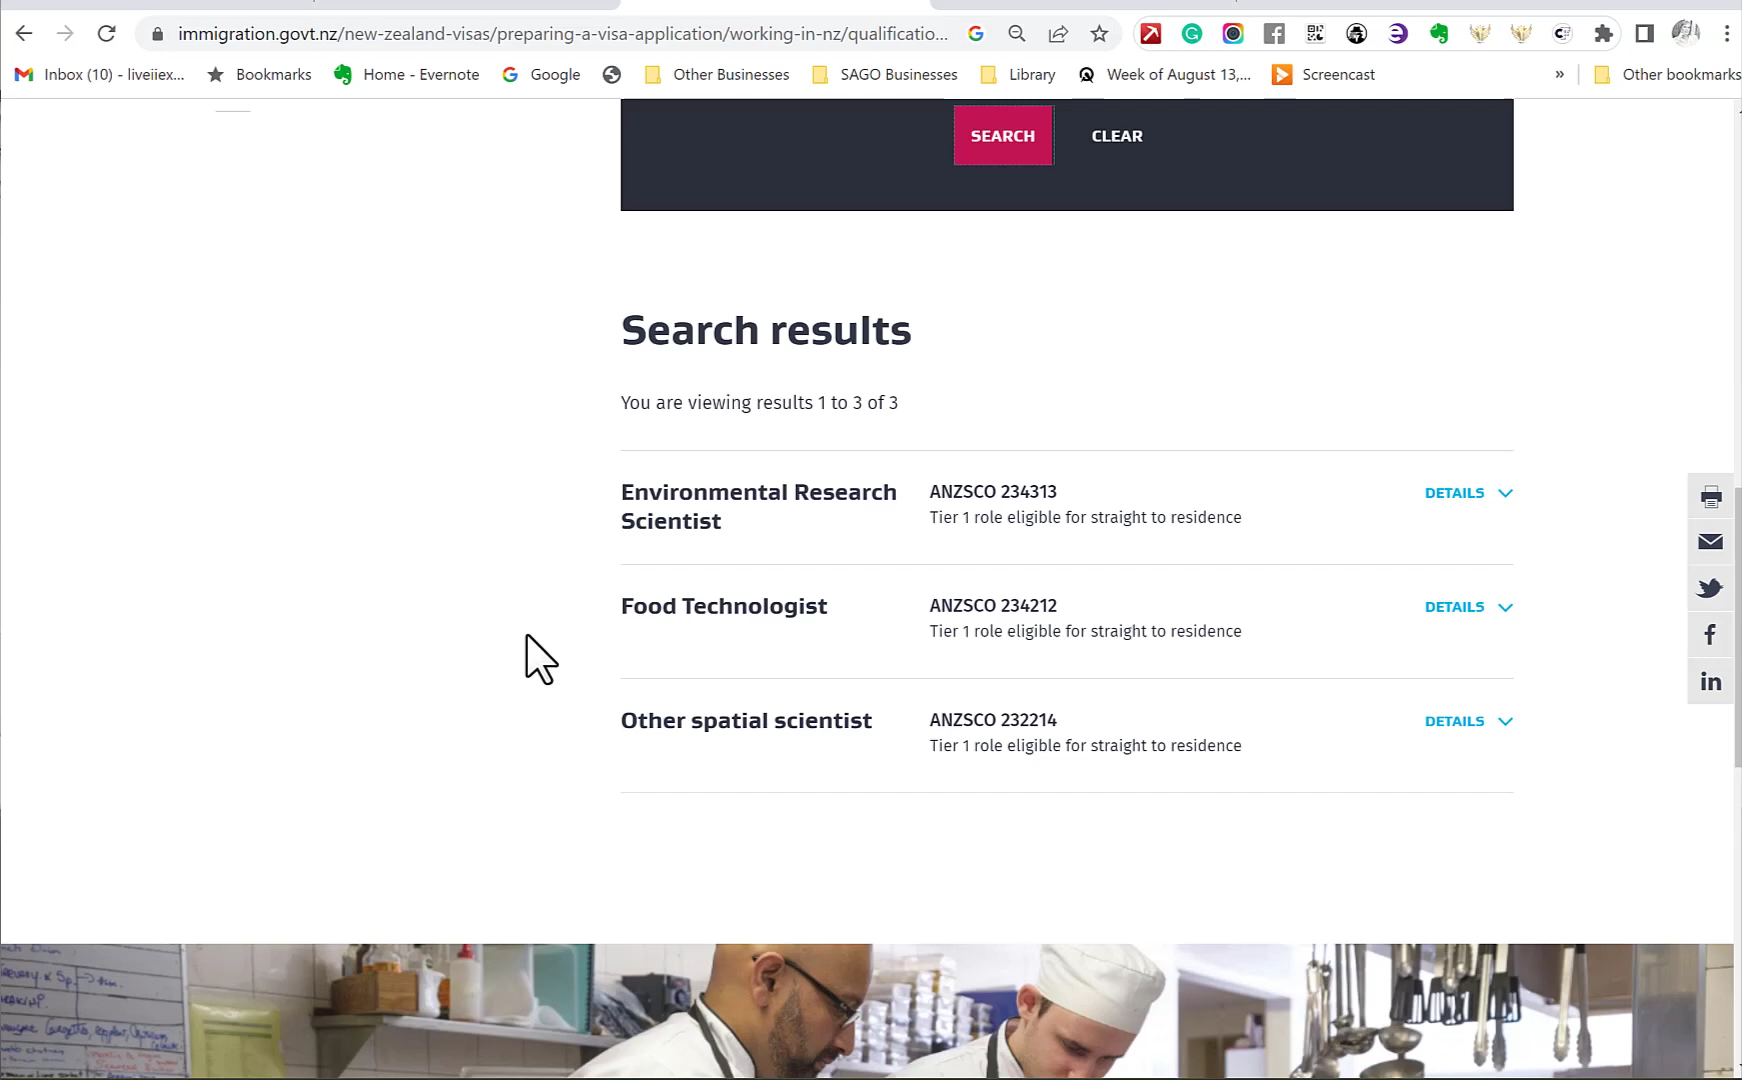 immigration.govt.nz/new-zealand-visas/preparing-a-visa-application/working-in-nz/qualificatio...
Inbox (10) - liveiiex... Bookmarks Home - Evernote Google Other Businesses SAGO Businesses Library Week of August 13,... Screencast » Other bookmarks
SEARCH CLEAR
Search results
You are viewing results 1 to 3 of 3
Environmental Research Scientist
ANZSCO 234313
Tier 1 role eligible for straight to residence
DETAILS
Food Technologist
ANZSCO 234212
Tier 1 role eligible for straight to residence
DETAILS
Other spatial scientist
ANZSCO 232214
Tier 1 role eligible for straight to residence
DETAILS